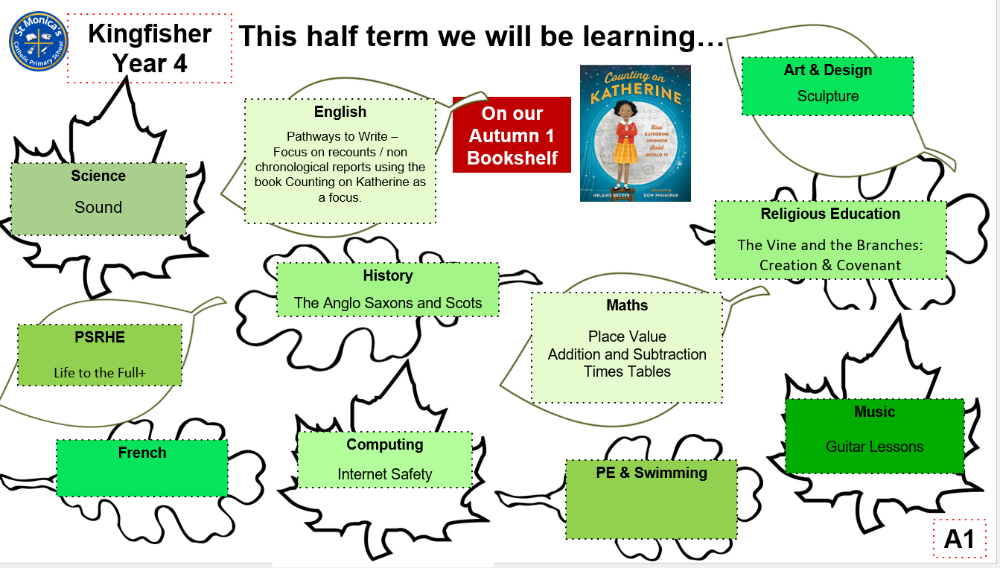 St Monica's
Catholic Primary School
Kingfisher
Year 4
This half term we will be learning…
Art & Design
Sculpture
English
Pathways to Write –
Focus on recounts / non
chronological reports using the
book Counting on Katherine as
a focus.
On our
Autumn 1
Bookshelf
Counting on
KATHERINE
How
KATHERINE
JOHNSON
Saved
APOLLO 13
HELAINE BECKER
Illustrated by
DOW PHUMIRUK
Science
Sound
Religious Education
The Vine and the Branches:
Creation & Covenant
History
The Anglo Saxons and Scots
Maths
Place Value
Addition and Subtraction
Times Tables
PSRHE
Life to the Full+
Music
Guitar Lessons
French
Computing
Internet Safety
PE & Swimming
A1